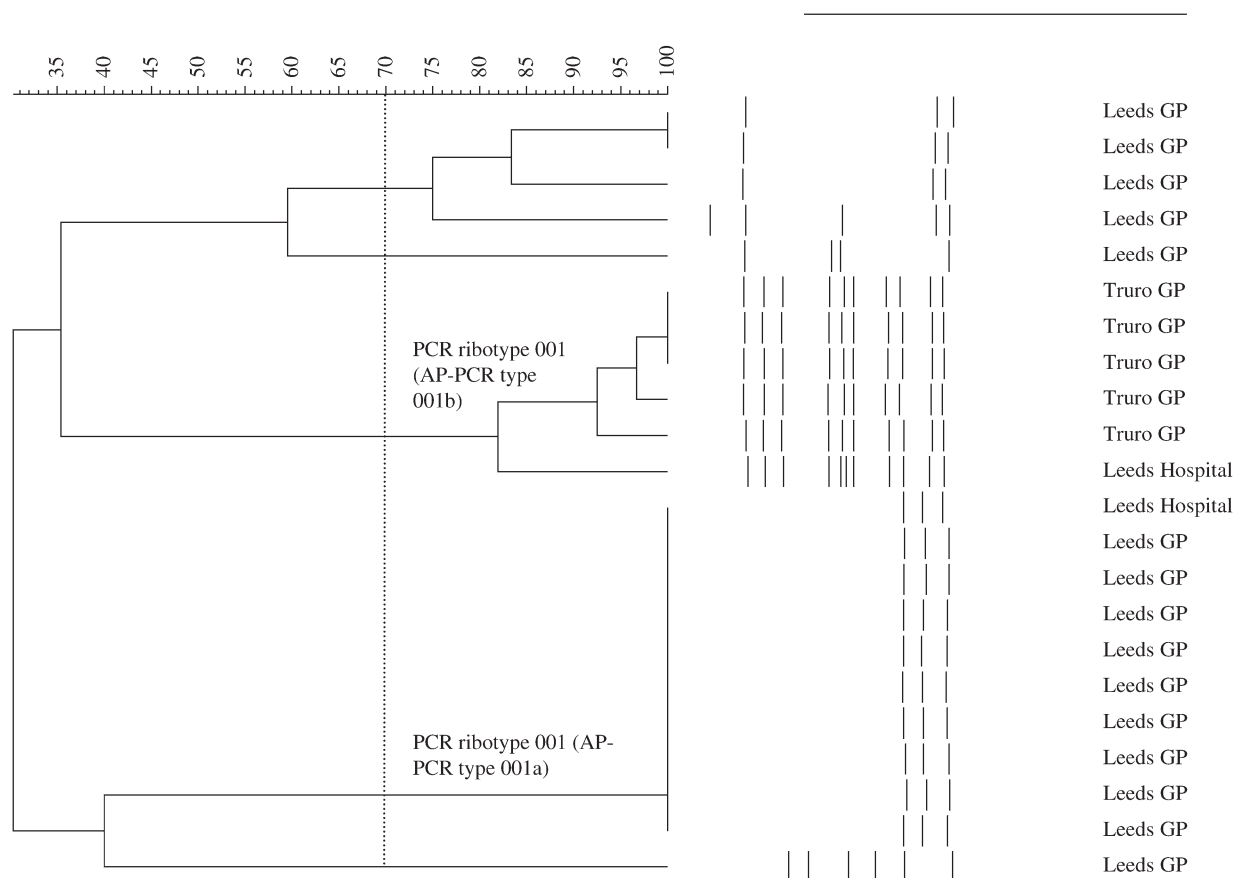 35 40 45 50 55 60 65 70 75 80 85 90 95 100
Leeds GP
Leeds GP
Leeds GP
Leeds GP
Leeds GP
Truro GP
Truro GP
PCR ribotype 001
(AP-PCR type
001b)
Truro GP
Truro GP
Truro GP
Leeds Hospital
Leeds Hospital
Leeds GP
Leeds GP
Leeds GP
Leeds GP
Leeds GP
Leeds GP
PCR ribotype 001 (AP-
PCR type 001a)
Leeds GP
Leeds GP
Leeds GP
Leeds GP